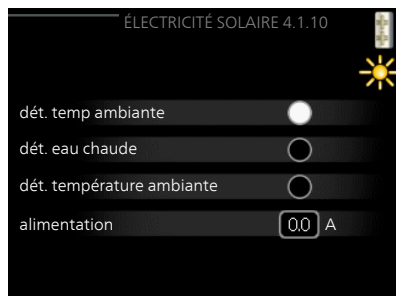 ÉLECTRICITÉ SOLAIRE 4.1.10
dét. temp ambiante
dét. eau chaude
dét. température ambiante
alimentation 0.0 A